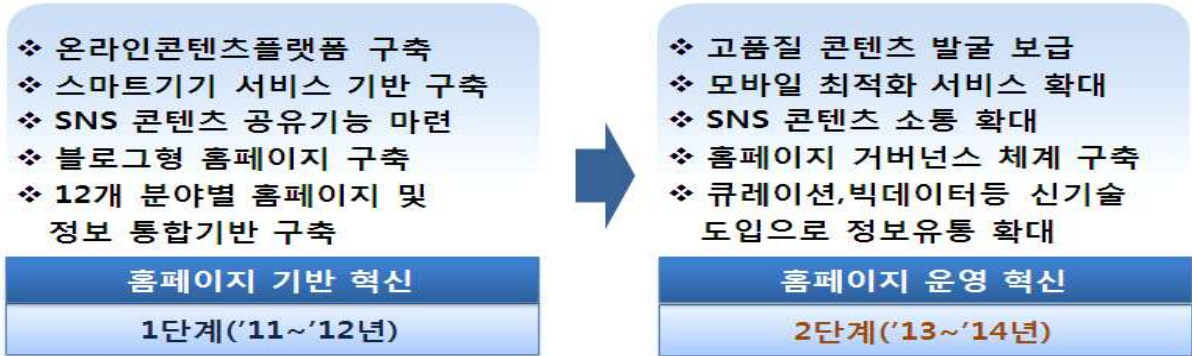 ❖ 온라인콘텐츠플랫폼 구축
❖ 스마트기기 서비스 기반 구축
❖ SNS 콘텐츠 공유기능 마련
❖ 블로그형 홈페이지 구축
❖ 12개 분야별 홈페이지 및
정보 통합기반 구축
홈페이지 기반 혁신
1단계('11~'12년)
❖ 고품질 콘텐츠 발굴 보급
❖ 모바일 최적화 서비스 확대
❖ SNS 콘텐츠 소통 확대
❖ 홈페이지 거버넌스 체계 구축
❖ 큐레이션,빅데이터등 신기술
도입으로 정보유통 확대
홈페이지 운영 혁신
2단계('13~'14년)